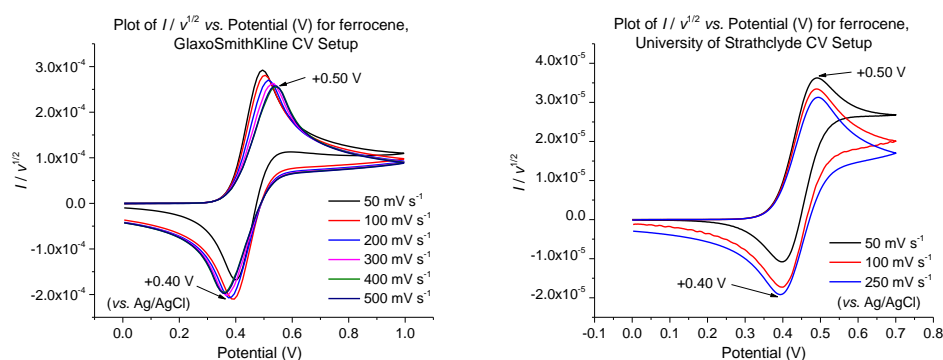 Plot of I / v^1/2 vs. Potential (V) for ferrocene,
GlaxoSmithKline CV Setup
3.0x10⁻⁴
2.0x10⁻⁴
1.0x10⁻⁴
0.0
-1.0x10⁻⁴
-2.0x10⁻⁴
I / v^1/2
+0.50 V
+0.40 V
(vs. Ag/AgCl)
50 mV s⁻¹
100 mV s⁻¹
200 mV s⁻¹
300 mV s⁻¹
400 mV s⁻¹
500 mV s⁻¹
0.0 0.2 0.4 0.6 0.8 1.0
Potential (V)
Plot of I / v^1/2 vs. Potential (V) for ferrocene,
University of Strathclyde CV Setup
5.0x10⁻⁵
4.0x10⁻⁵
3.0x10⁻⁵
2.0x10⁻⁵
1.0x10⁻⁵
0.0
-1.0x10⁻⁵
-2.0x10⁻⁵
I / v^1/2
+0.50 V
+0.40 V
(vs. Ag/AgCl)
50 mV s⁻¹
100 mV s⁻¹
250 mV s⁻¹
-0.1 0.0 0.1 0.2 0.3 0.4 0.5 0.6 0.7 0.8
Potential (V)